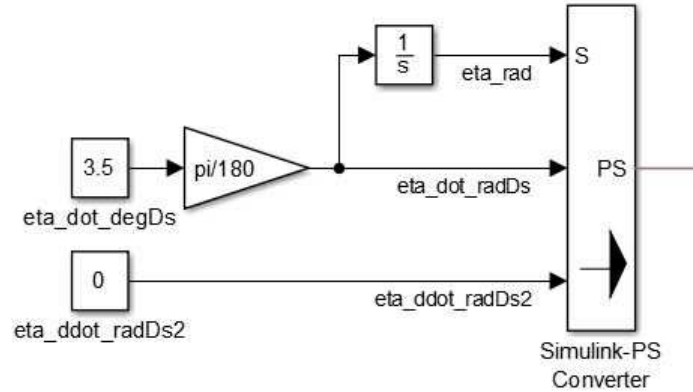 1
s
eta_rad
S
3.5
pi/180
PS
eta_dot_degDs
eta_dot_radDs
0
eta_ddot_radDs2
eta_ddot_radDs2
Simulink-PS
Converter